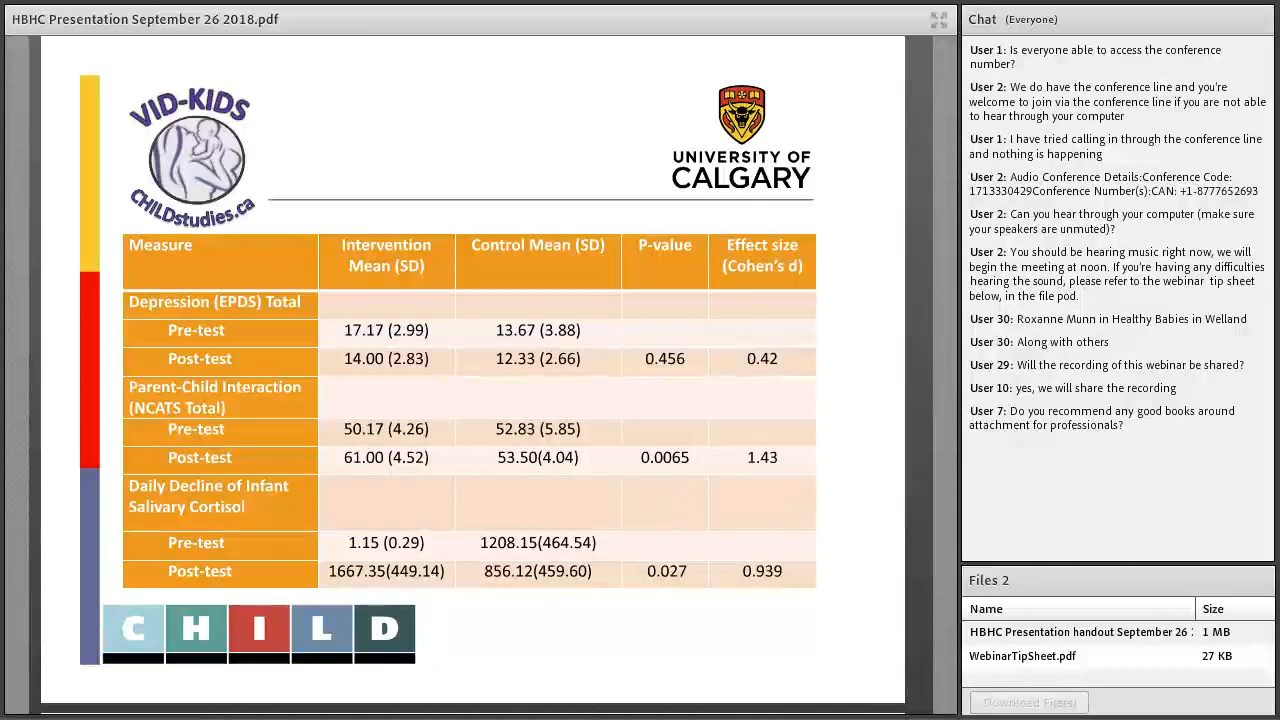 HBHC Presentation September 26 2018.pdf
VID-KIDS
CHILDstudies.ca
UNIVERSITY OF
CALGARY
Measure Intervention Mean (SD) Control Mean (SD) P-value Effect size (Cohen's d)
Depression (EPDS) Total
Pre-test 17.17 (2.99) 13.67 (3.88)
Post-test 14.00 (2.83) 12.33 (2.66) 0.456 0.42
Parent-Child Interaction
(NCATS Total)
Pre-test 50.17 (4.26) 52.83 (5.85)
Post-test 61.00 (4.52) 53.50(4.04) 0.0065 1.43
Daily Decline of Infant
Salivary Cortisol
Pre-test 1.15 (0.29) 1208.15(464.54)
Post-test 1667.35(449.14) 856.12(459.60) 0.027 0.939
C H I L D
Chat (Everyone)
User 1: Is everyone able to access the conference
number?
User 2: We do have the conference line and you're
welcome to join via the conference line if you are not able
to hear through your computer
User 1: I have tried calling in through the conference line
and nothing is happening
User 2: Audio Conference Details:Conference Code:
1713330429Conference Number(s):CAN: +1-8777652693
User 2: Can you hear through your computer (make sure
your speakers are unmuted)?
User 2: You should be hearing music right now, we will
begin the meeting at noon. If you're having any difficulties
hearing the sound, please refer to the webinar tip sheet
below, in the file pod.
User 30: Roxanne Munn in Healthy Babies in Welland
User 30: Along with others
User 29: Will the recording of this webinar be shared?
User 10: yes, we will share the recording
User 7: Do you recommend any good books around
attachment for professionals?
Files 2
Name Size
HBHC Presentation handout September 26 : 1 MB
WebinarTipSheet.pdf 27 KB
Download File(s)